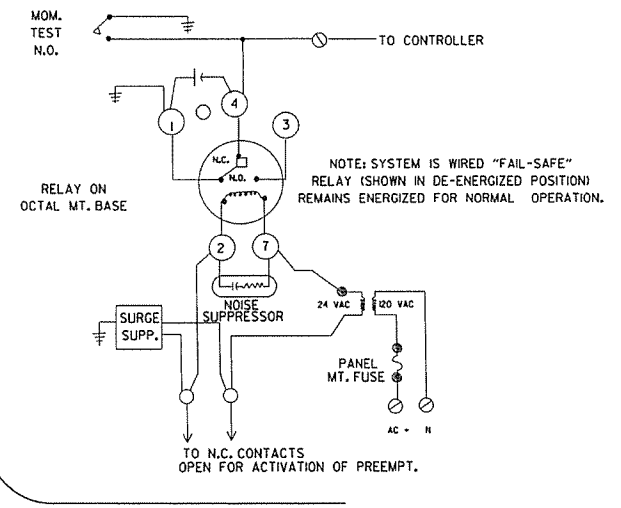 MOM.
TEST
N.O.
TO CONTROLLER
1
4
3
N.C.
N.O.
RELAY ON
OCTAL MT. BASE
NOTE: SYSTEM IS WIRED "FAIL-SAFE"
RELAY (SHOWN IN DE-ENERGIZED POSITION)
REMAINS ENERGIZED FOR NORMAL OPERATION.
2
7
NOISE
SUPPRESSOR
24 VAC
120 VAC
SURGE
SUPP.
PANEL
MT. FUSE
AC +
N
TO N.C. CONTACTS
OPEN FOR ACTIVATION OF PREEMPT.